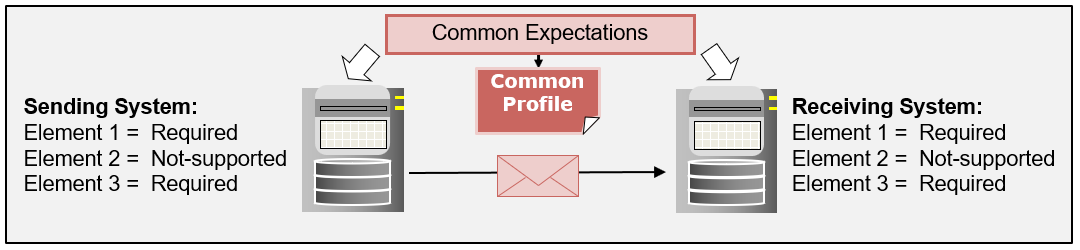 Common Expectations
Common
Profile
Sending System:
Element 1 = Required
Element 2 = Not-supported
Element 3 = Required
Receiving System:
Element 1 = Required
Element 2 = Not-supported
Element 3 = Required